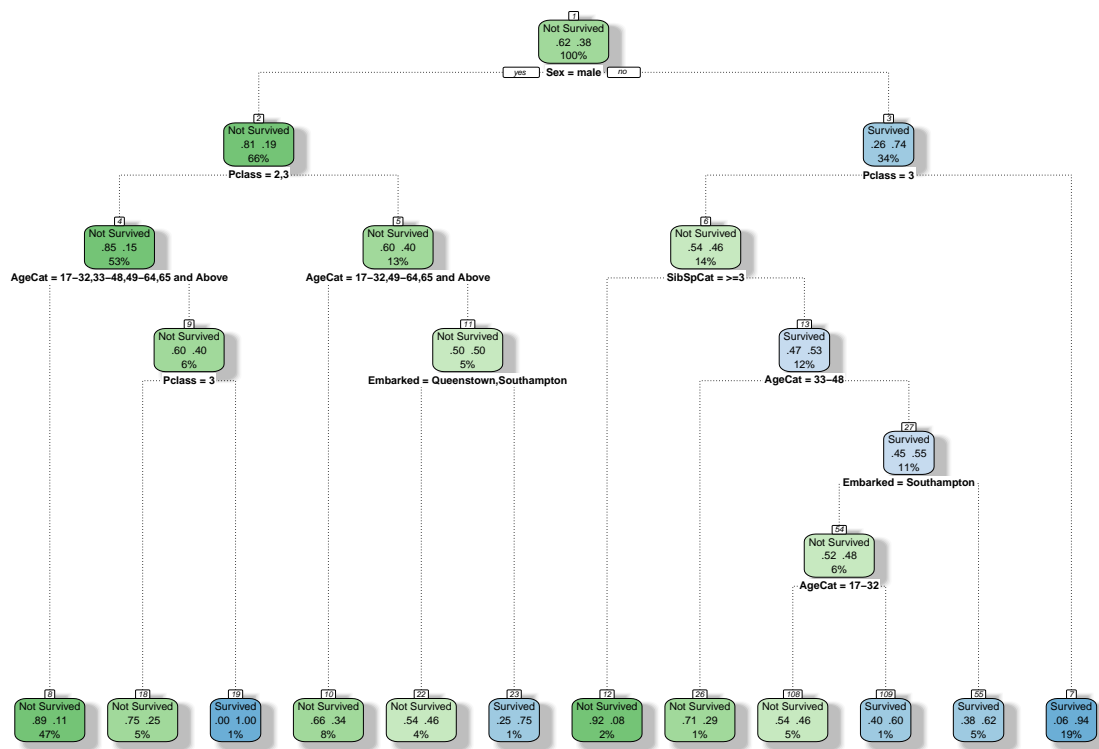 1
Not Survived
.62 .38
100%
yes Sex = male no
2
Not Survived
.81 .19
66%
Pclass = 2,3
3
Survived
.26 .74
34%
Pclass = 3
4
Not Survived
.85 .15
53%
AgeCat = 17−32,33−48,49−64,65 and Above
5
Not Survived
.60 .40
13%
AgeCat = 17−32,49−64,65 and Above
6
Not Survived
.54 .46
14%
SibSpCat = >=3
9
Not Survived
.60 .40
6%
Pclass = 3
11
Not Survived
.50 .50
5%
Embarked = Queenstown,Southampton
13
Survived
.47 .53
12%
AgeCat = 33−48
27
Survived
.45 .55
11%
Embarked = Southampton
54
Not Survived
.52 .48
6%
AgeCat = 17−32
8
Not Survived
.89 .11
47%
18
Not Survived
.75 .25
5%
19
Survived
.00 1.00
1%
10
Not Survived
.66 .34
8%
22
Not Survived
.54 .46
4%
23
Survived
.25 .75
1%
12
Not Survived
.92 .08
2%
26
Not Survived
.71 .29
1%
108
Not Survived
.54 .46
5%
109
Survived
.40 .60
1%
55
Survived
.38 .62
5%
7
Survived
.06 .94
19%